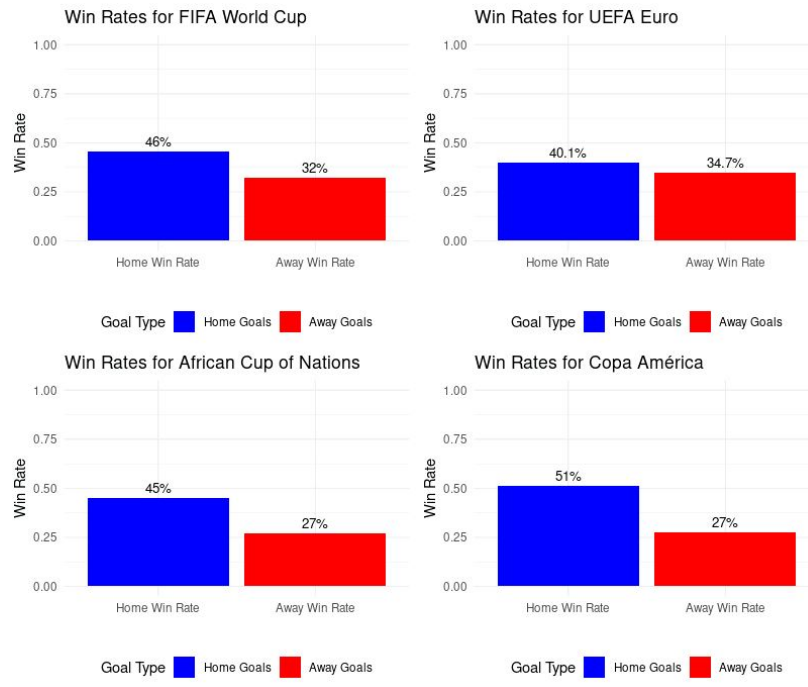 Win Rates for FIFA World Cup
1.00
0.75
Win Rate
0.50
46%
32%
0.25
0.00
Home Win Rate
Away Win Rate
Goal Type Home Goals Away Goals
Win Rates for UEFA Euro
1.00
0.75
Win Rate
0.50
40.1%
34.7%
0.25
0.00
Home Win Rate
Away Win Rate
Goal Type Home Goals Away Goals
Win Rates for African Cup of Nations
1.00
0.75
Win Rate
0.50
45%
27%
0.25
0.00
Home Win Rate
Away Win Rate
Goal Type Home Goals Away Goals
Win Rates for Copa América
1.00
0.75
Win Rate
0.50
51%
27%
0.25
0.00
Home Win Rate
Away Win Rate
Goal Type Home Goals Away Goals